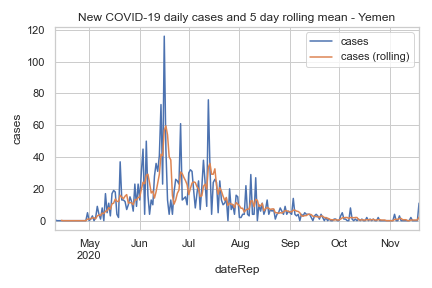 New COVID-19 daily cases and 5 day rolling mean - Yemen
cases
cases (rolling)
120
100
80
60
40
20
0
cases
May
2020
Jun
Jul
Aug
Sep
Oct
Nov
dateRep